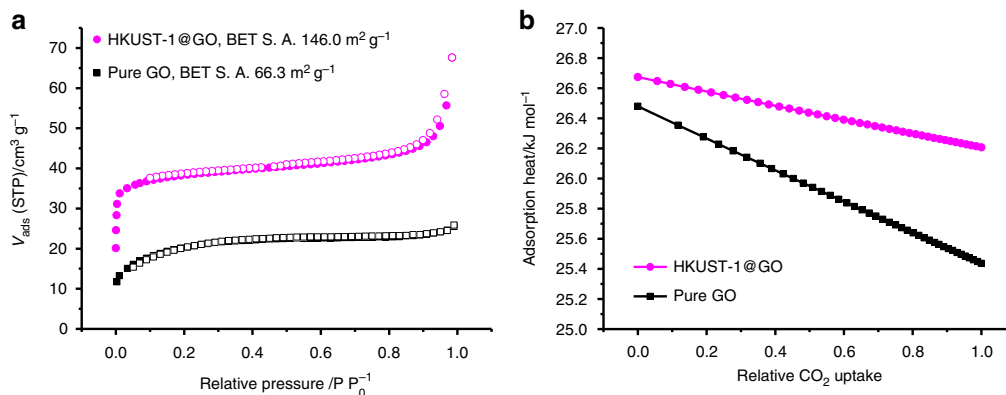 a
HKUST-1@GO, BET S. A. 146.0 m² g⁻¹
Pure GO, BET S. A. 66.3 m² g⁻¹
70
60
50
40
30
20
10
0
V_ads (STP)/cm³ g⁻¹
0.0 0.2 0.4 0.6 0.8 1.0
Relative pressure /P P₀⁻¹
b
27.0
26.8
26.6
26.4
26.2
26.0
25.8
25.6
25.4
25.2
25.0
Adsorption heat/kJ mol⁻¹
HKUST-1@GO
Pure GO
0.0 0.2 0.4 0.6 0.8 1.0
Relative CO₂ uptake